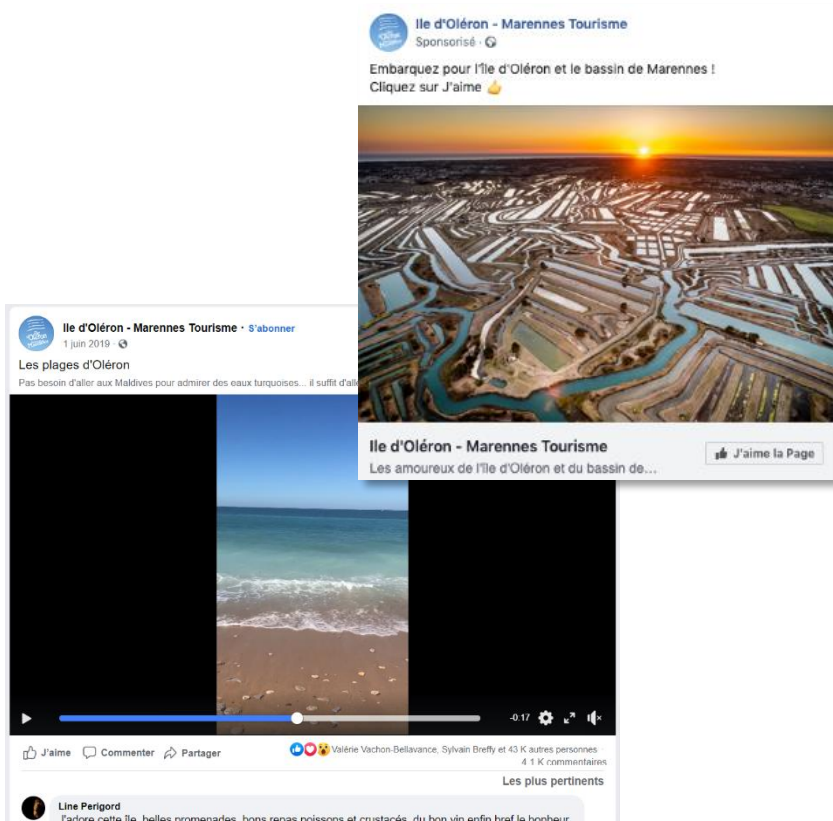 Ile d'Oléron - Marennes Tourisme
Sponsorisé ·
Embarquez pour l'île d'Oléron et le bassin de Marennes !
Cliquez sur J'aime 👍
Ile d'Oléron - Marennes Tourisme
Les amoureux de l'île d'Oléron et du bassin de...
J'aime la Page
Ile d'Oléron - Marennes Tourisme · S'abonner
1 juin 2019 ·
Les plages d'Oléron
Pas besoin d'aller aux Maldives pour admirer des eaux turquoises... il suffit d'alle
-0:17
J'aime Commenter Partager
Valérie Vachon-Bellavance, Sylvain Breffy et 43 K autres personnes
4.1 K commentaires
Les plus pertinents
Line Perigord
J'adore cette île, belles promenades, bons repas poissons et crustacés, du bon vin enfin bref le bonheur